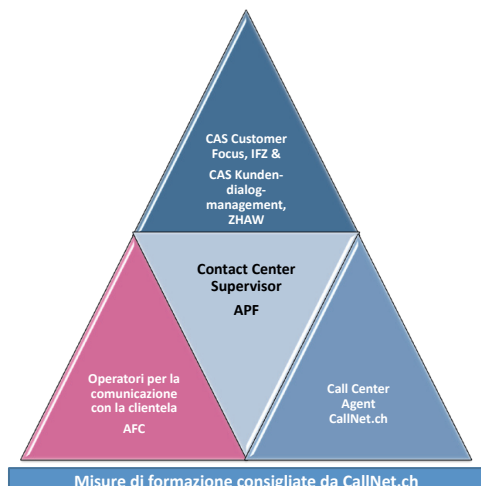 CAS Customer
Focus, IFZ &
CAS Kunden-
dialog-
management,
ZHAW
Contact Center
Supervisor
APF
Operatori per la
comunicazione
con la clientela
AFC
Call Center
Agent
CallNet.ch
Misure di formazione consigliate da CallNet.ch